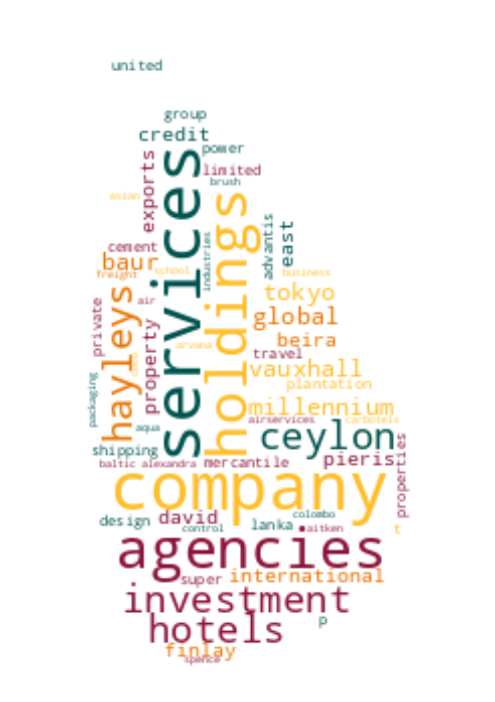 united
group
credit
power
exports
services
limited
brush
asian
holdings
advantis
east
industries
cement
baur
school
freight
business
hayleys
air
tokyo
private
global
property
beira
arvana
travel
coco
vauxhall
plantation
packaging
millennium
airservices
carbotels
aqua
ceylon
shipping
properties
baltic
alexandra
mercantile
pieris
company
colombo
design
david
control
lanka
aitken
t
agencies
super
international
investment
p
hotels
finlay
spence